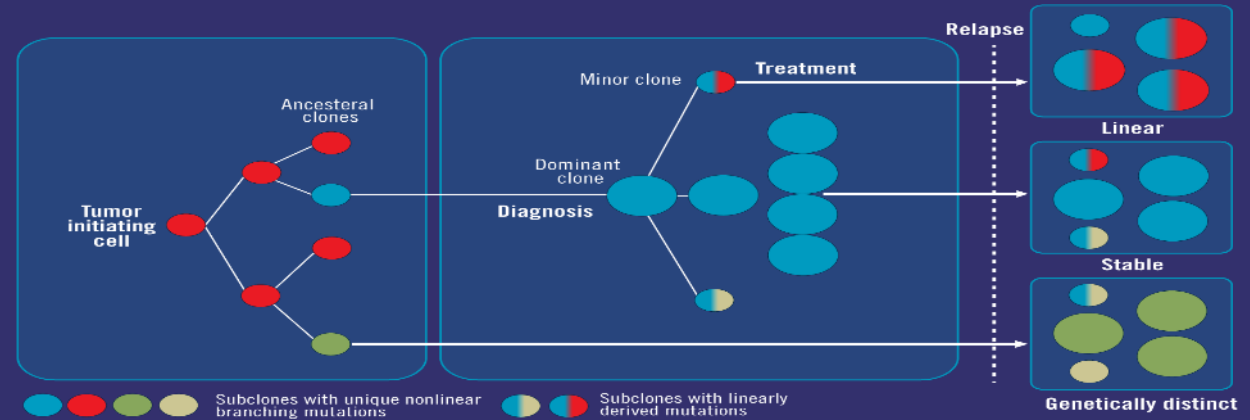 Relapse
Minor clone
Treatment
Ancesteral
clones
Linear
Dominant
clone
Diagnosis
Tumor
initiating
cell
Stable
Subclones with unique nonlinear
branching mutations
Subclones with linearly
derived mutations
Genetically distinct